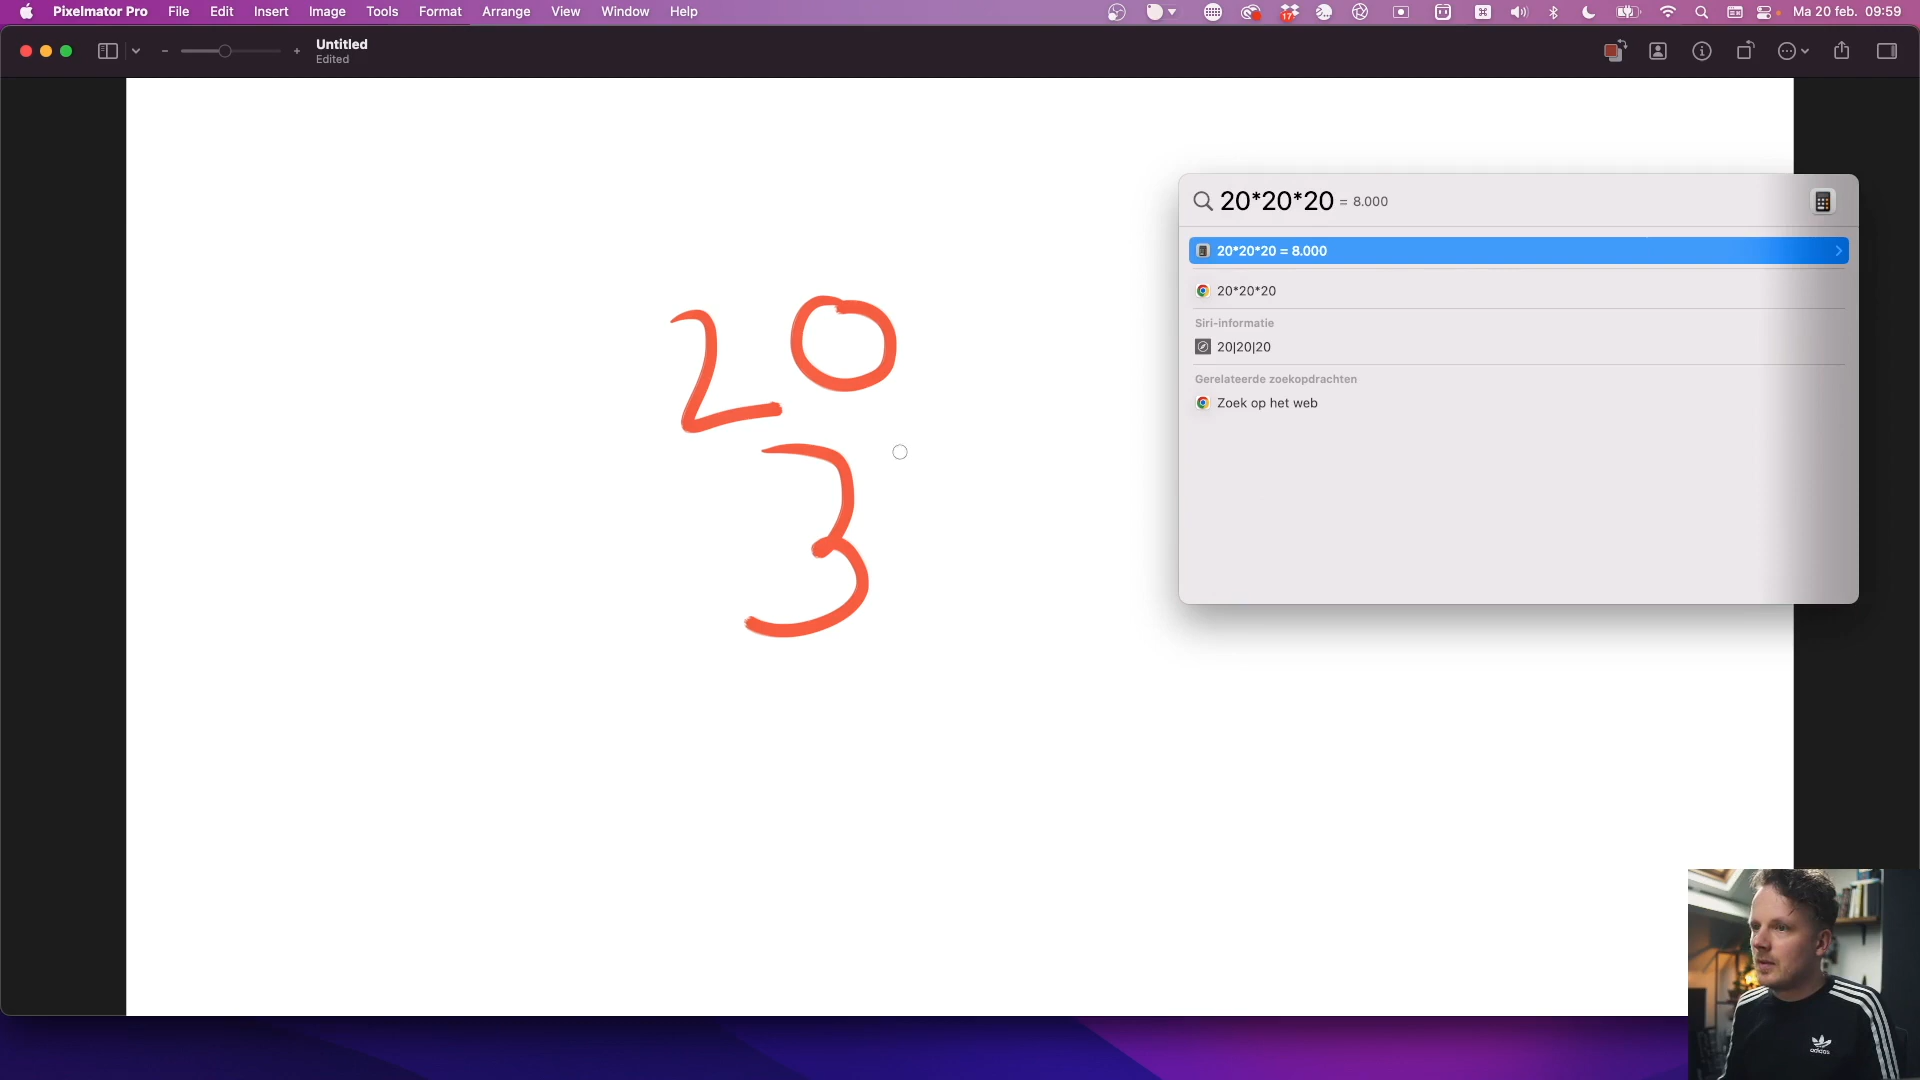 Pixelmator Pro File Edit Insert Image Tools Format Arrange View Window Help
17
Ma 20 feb. 09:59
Untitled
Edited
20*20*20 = 8.000
20*20*20 = 8.000
20*20*20
Siri-informatie
20|20|20
Gerelateerde zoekopdrachten
Zoek op het web
20
3
adidas